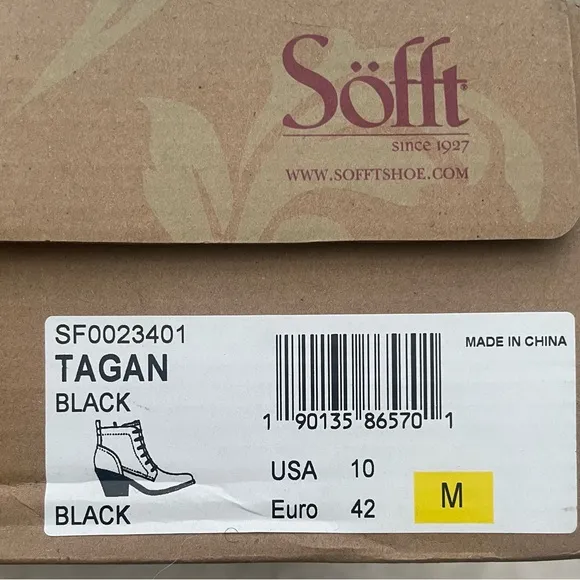 Söfft®
since 1927
WWW.SOFFTSHOE.COM
SF0023401
TAGAN
BLACK
MADE IN CHINA
1 90135 86570 1
USA 10
Euro 42
M
BLACK